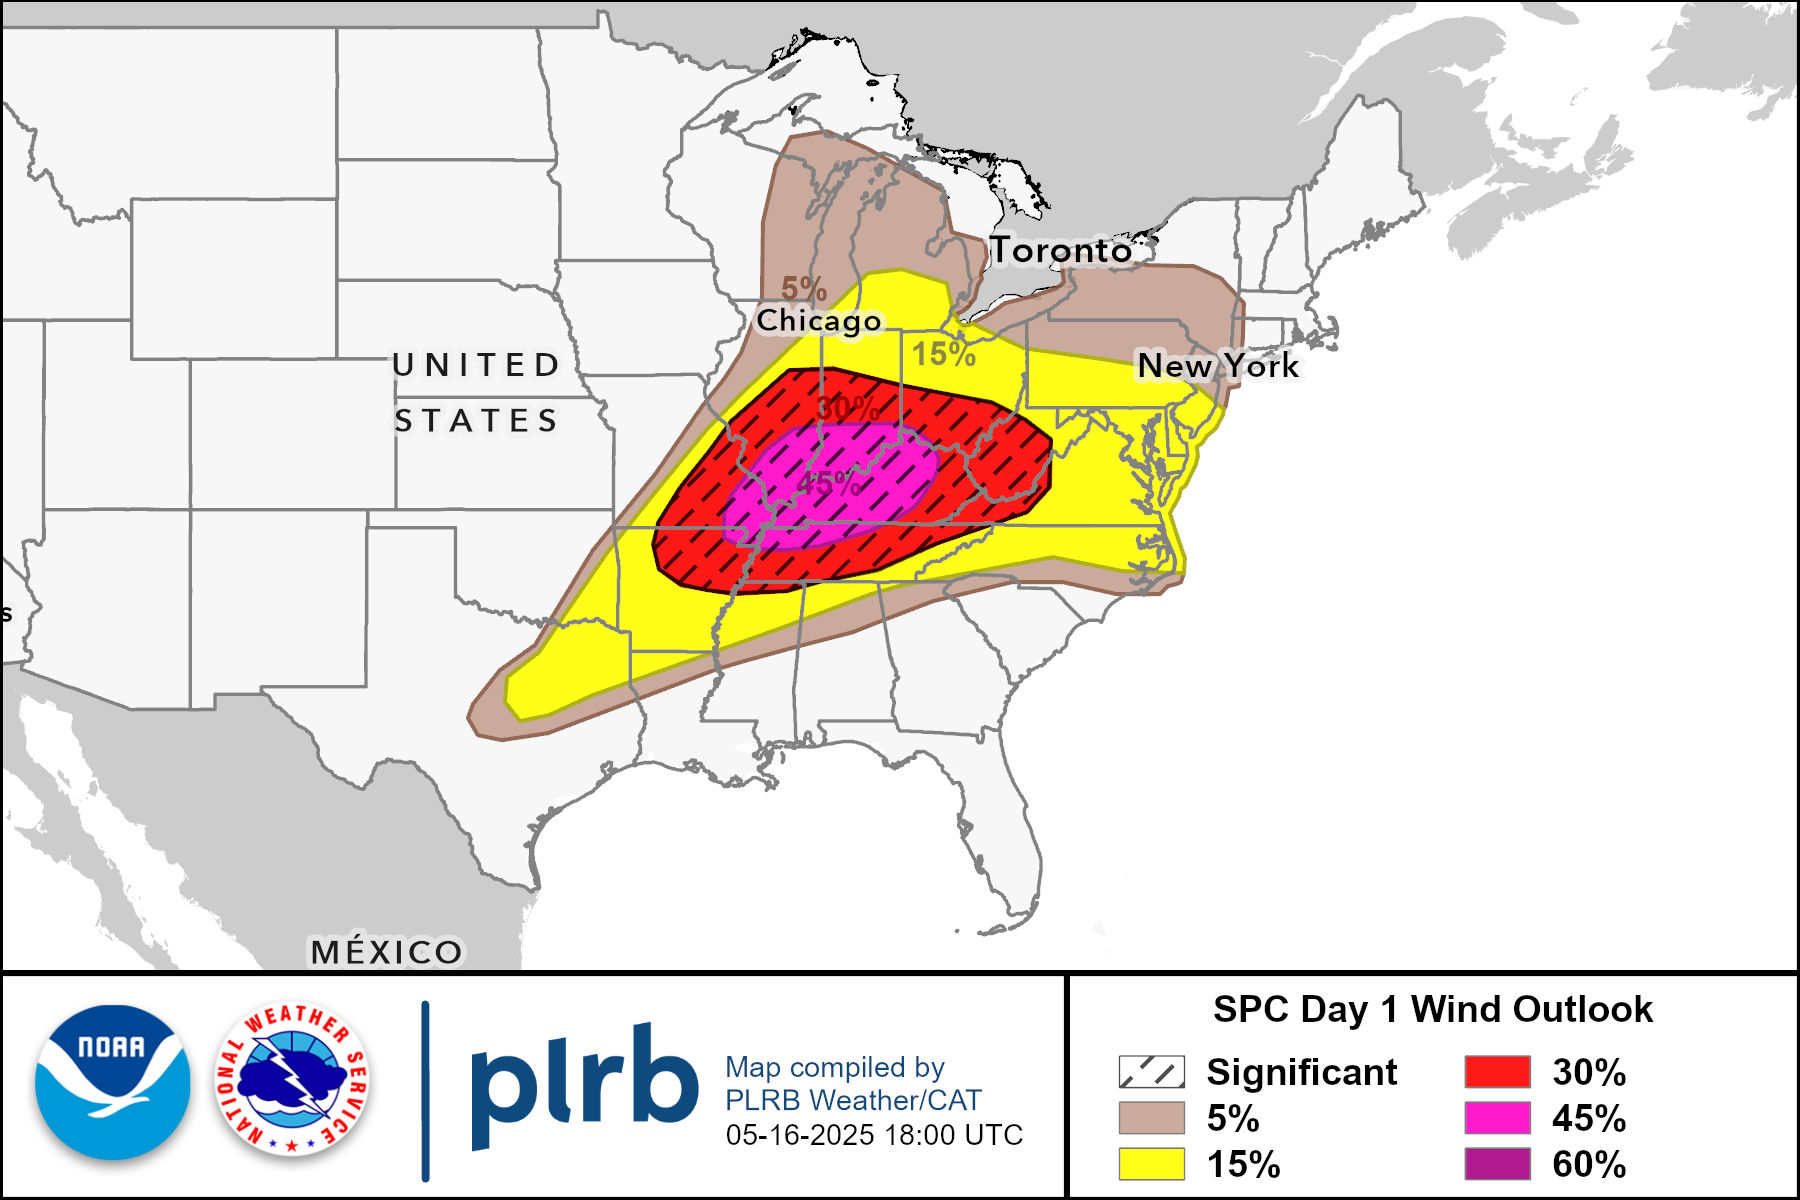 Toronto
5%
Chicago
15%
UNITED
STATES
New York
30%
45%
s
MÉXICO
NOAA
NATIONAL WEATHER SERVICE
plrb
Map compiled by
PLRB Weather/CAT
05-16-2025 18:00 UTC
SPC Day 1 Wind Outlook
Significant
5%
15%
30%
45%
60%